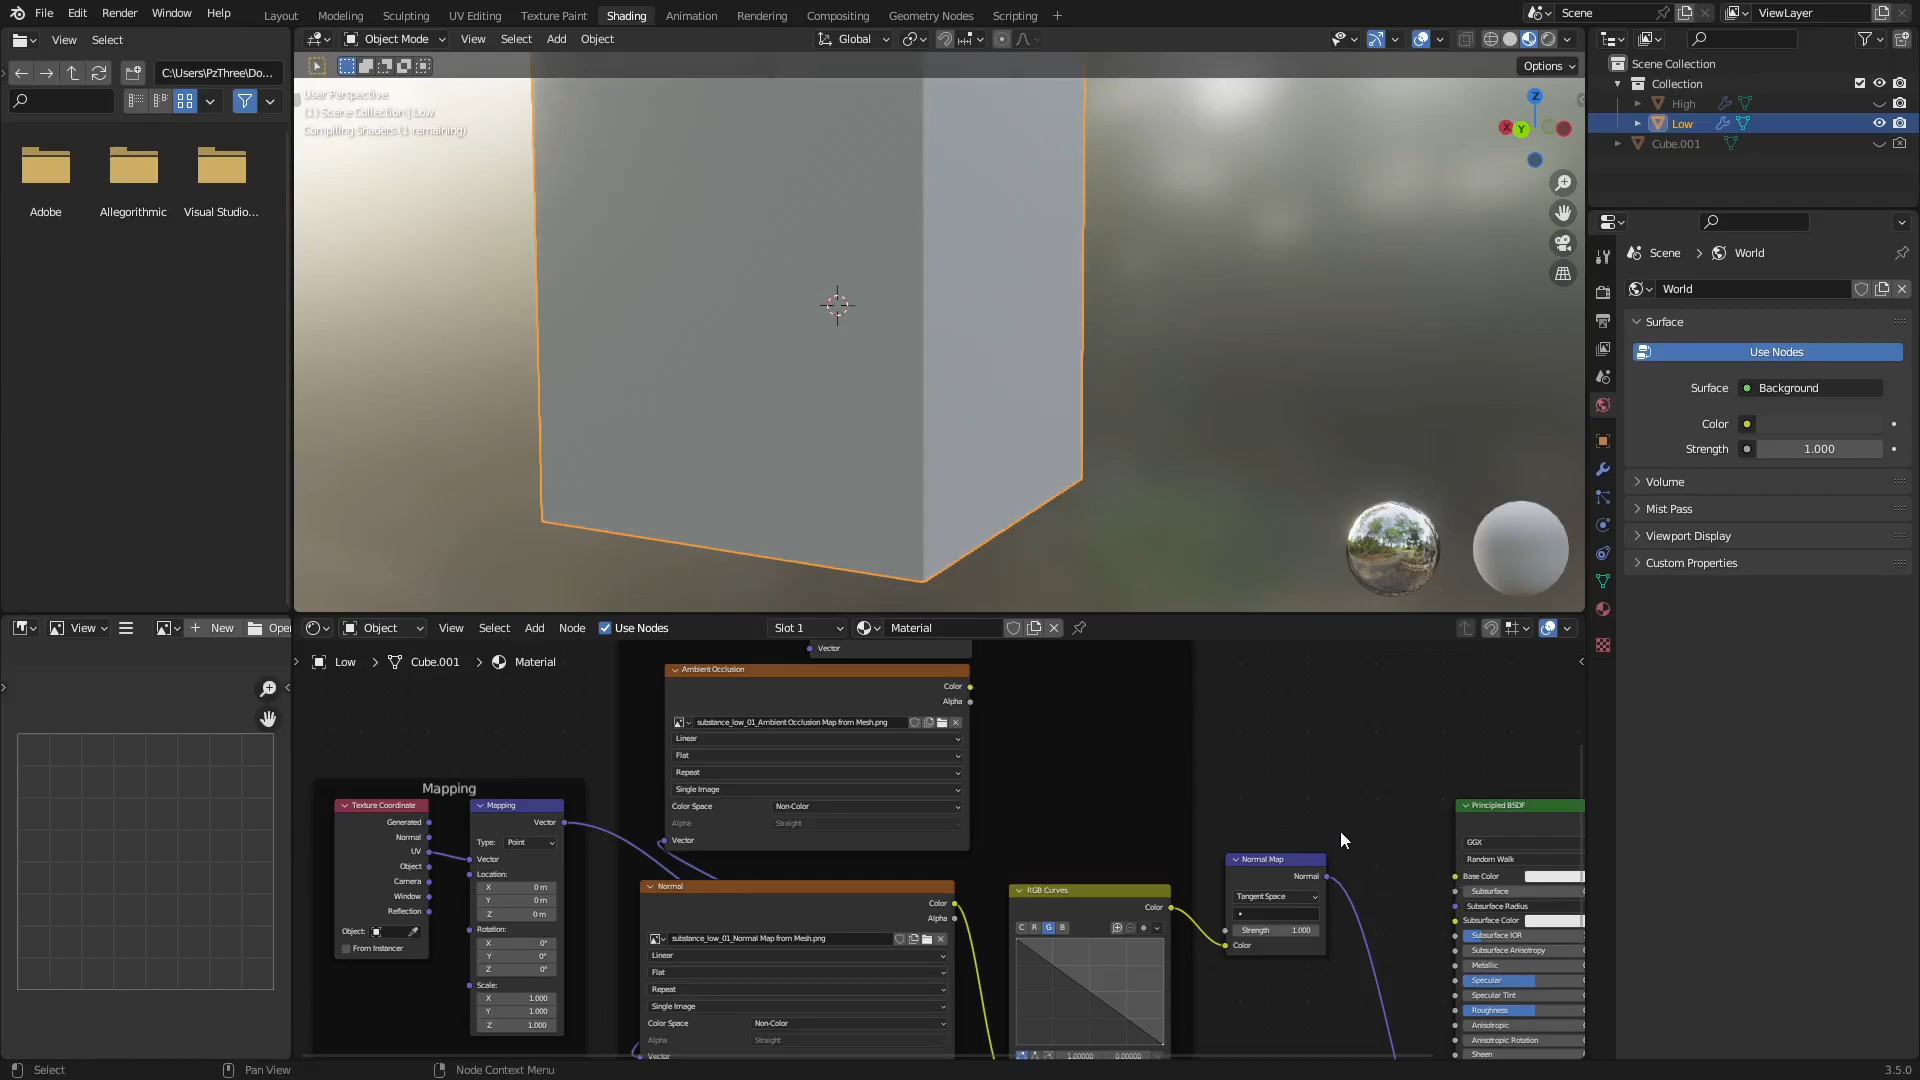 File Edit Render Window Help
Layout Modeling Sculpting UV Editing Texture Paint Shading Animation Rendering Compositing Geometry Nodes Scripting +
Scene
ViewLayer
View Select
C:\Users\PzThree\Do...
Adobe Allegorithmic Visual Studio...
Object Mode View Select Add Object
Global
Options
User Perspective
(1) Scene Collection | Low
Compiling Shaders (1 remaining)
Z
X
Y
Scene Collection
Collection
High
Low
Cube.001
Scene > World
World
Surface
Use Nodes
Surface Background
Color
Strength 1.000
Volume
Mist Pass
Viewport Display
Custom Properties
View + New Open
Object View Select Add Node Use Nodes Slot 1 Material
Low > Cube.001 > Material
Vector
Ambient Occlusion
Color
Alpha
substance_low_01_Ambient Occlusion Map from Mesh.png
Linear
Flat
Repeat
Single Image
Color Space Non-Color
Alpha Straight
Vector
Mapping
Texture Coordinate
Generated
Normal
UV
Object
Camera
Window
Reflection
Object:
From Instancer
Mapping
Vector
Type: Point
Vector
Location:
X 0 m
Y 0 m
Z 0 m
Rotation:
X 0°
Y 0°
Z 0°
Scale:
X 1.000
Y 1.000
Z 1.000
Normal
Color
Alpha
substance_low_01_Normal Map from Mesh.png
Linear
Flat
Repeat
Single Image
Color Space Non-Color
Alpha Straight
Vector
RGB Curves
Color
C R G B
1.00000 0.00000
Normal Map
Normal
Tangent Space
Strength 1.000
Color
Principled BSDF
GGX
Random Walk
Base Color
Subsurface
Subsurface Radius
Subsurface Color
Subsurface IOR
Subsurface Anisotropy
Metallic
Specular
Specular Tint
Roughness
Anisotropic
Anisotropic Rotation
Sheen
Select Pan View Node Context Menu
3.5.0